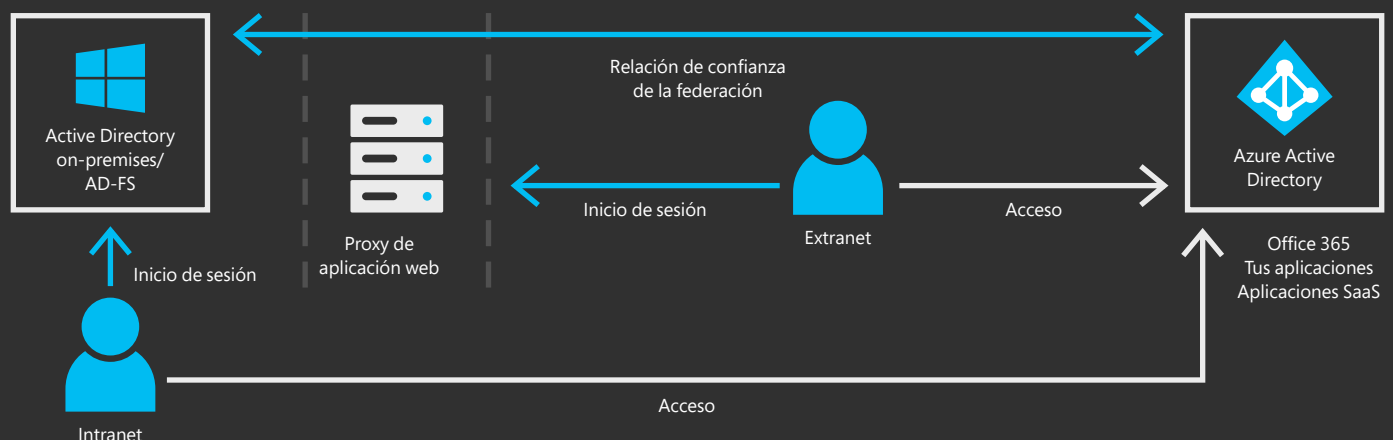 Active Directory
on-premises/
AD-FS
Relación de confianza
de la federación
Azure Active
Directory
Inicio de sesión
Acceso
Extranet
Proxy de
aplicación web
Office 365
Tus aplicaciones
Aplicaciones SaaS
Inicio de sesión
Acceso
Intranet